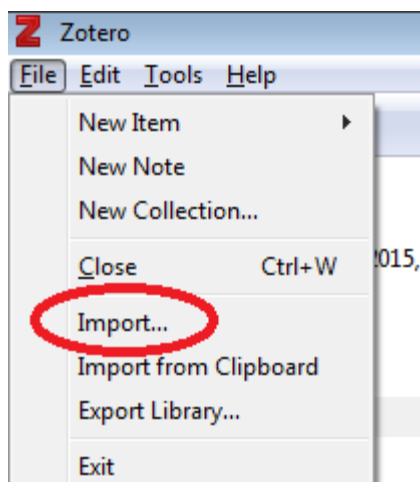 Z Zotero
File Edit Tools Help
New Item
New Note
New Collection...
Close Ctrl+W
2015,
Import...
Import from Clipboard
Export Library...
Exit